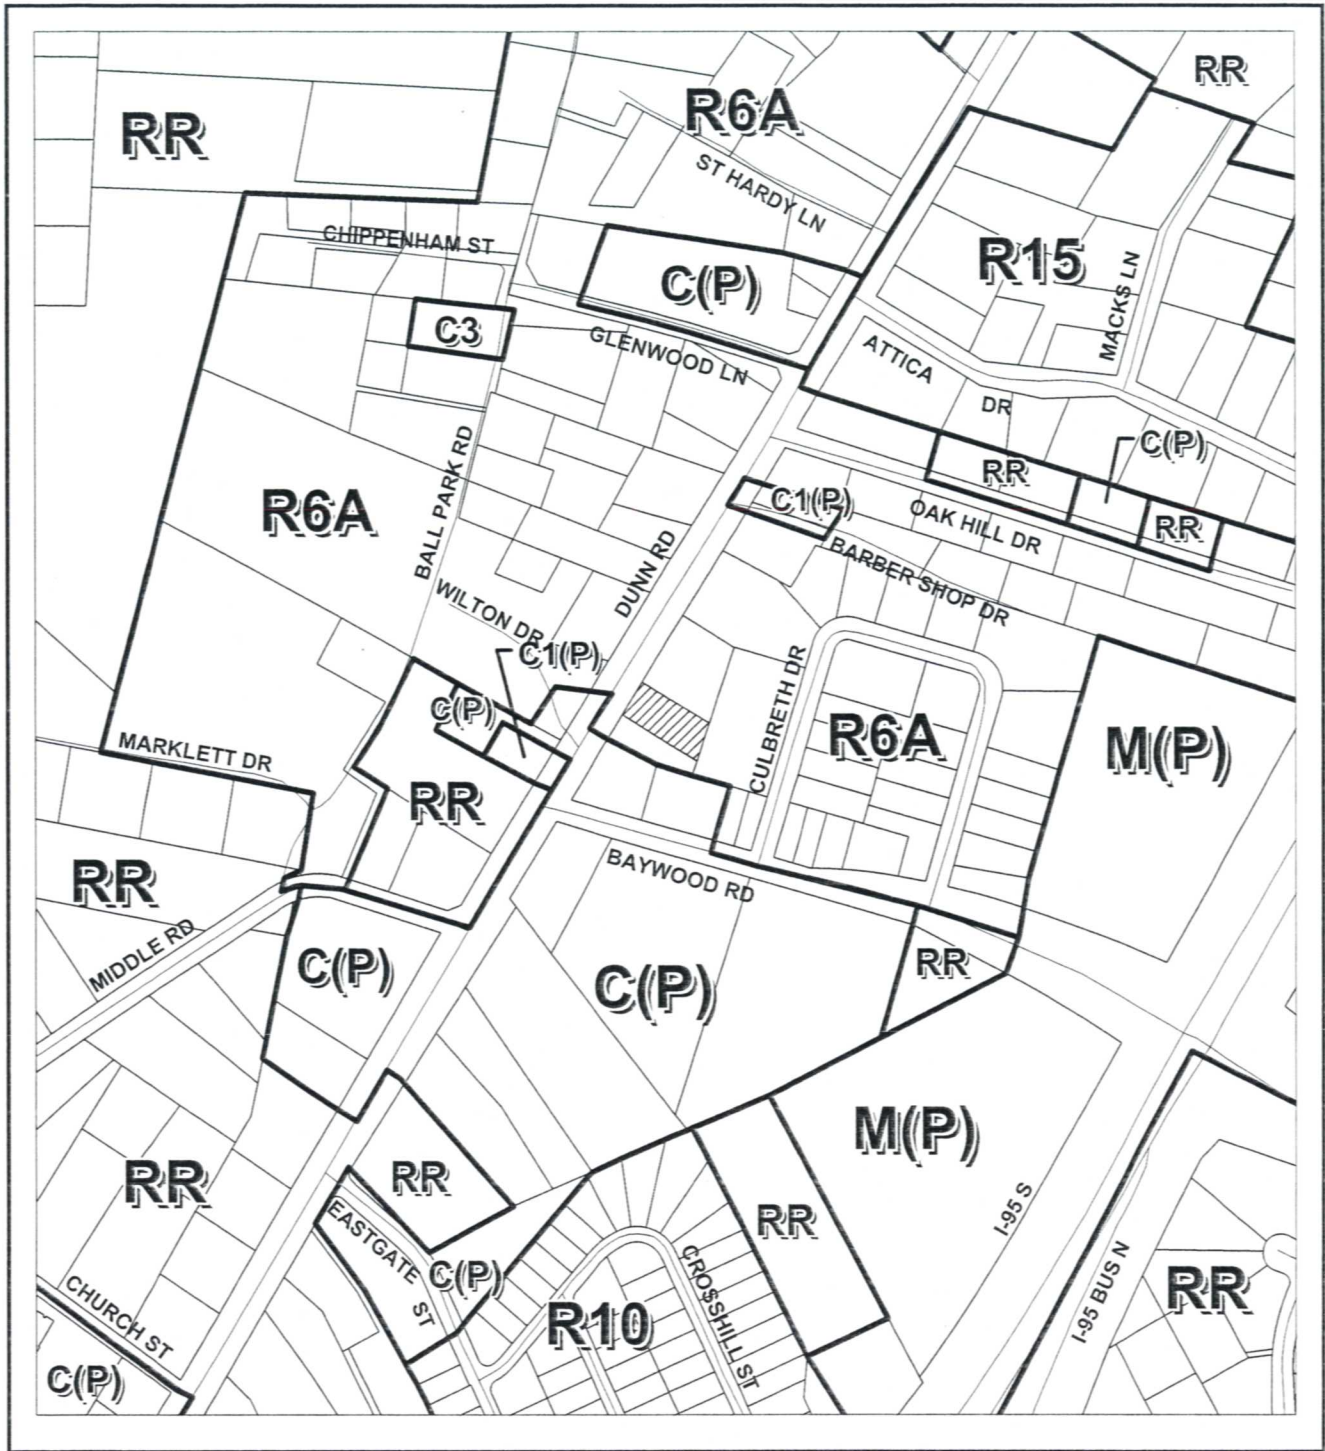 RR
R6A
RR
ST HARDY LN
CHIPPENHAM ST
R15
C(P)
MACKS LN
C3
GLENWOOD LN
ATTICA
DR
C(P)
RR
BALL PARK RD
R6A
C1(P)
OAK HILL DR
RR
DUNN RD
BARBER SHOP DR
WILTON DR
C1(P)
C(P)
CULBRETH DR
R6A
M(P)
MARKLETT DR
RR
RR
BAYWOOD RD
MIDDLE RD
C(P)
C(P)
RR
M(P)
RR
RR
RR
I-95 S
EASTGATE
ST
C(P)
CROSSHILL ST
I-95 BUS N
RR
CHURCH ST
R10
C(P)